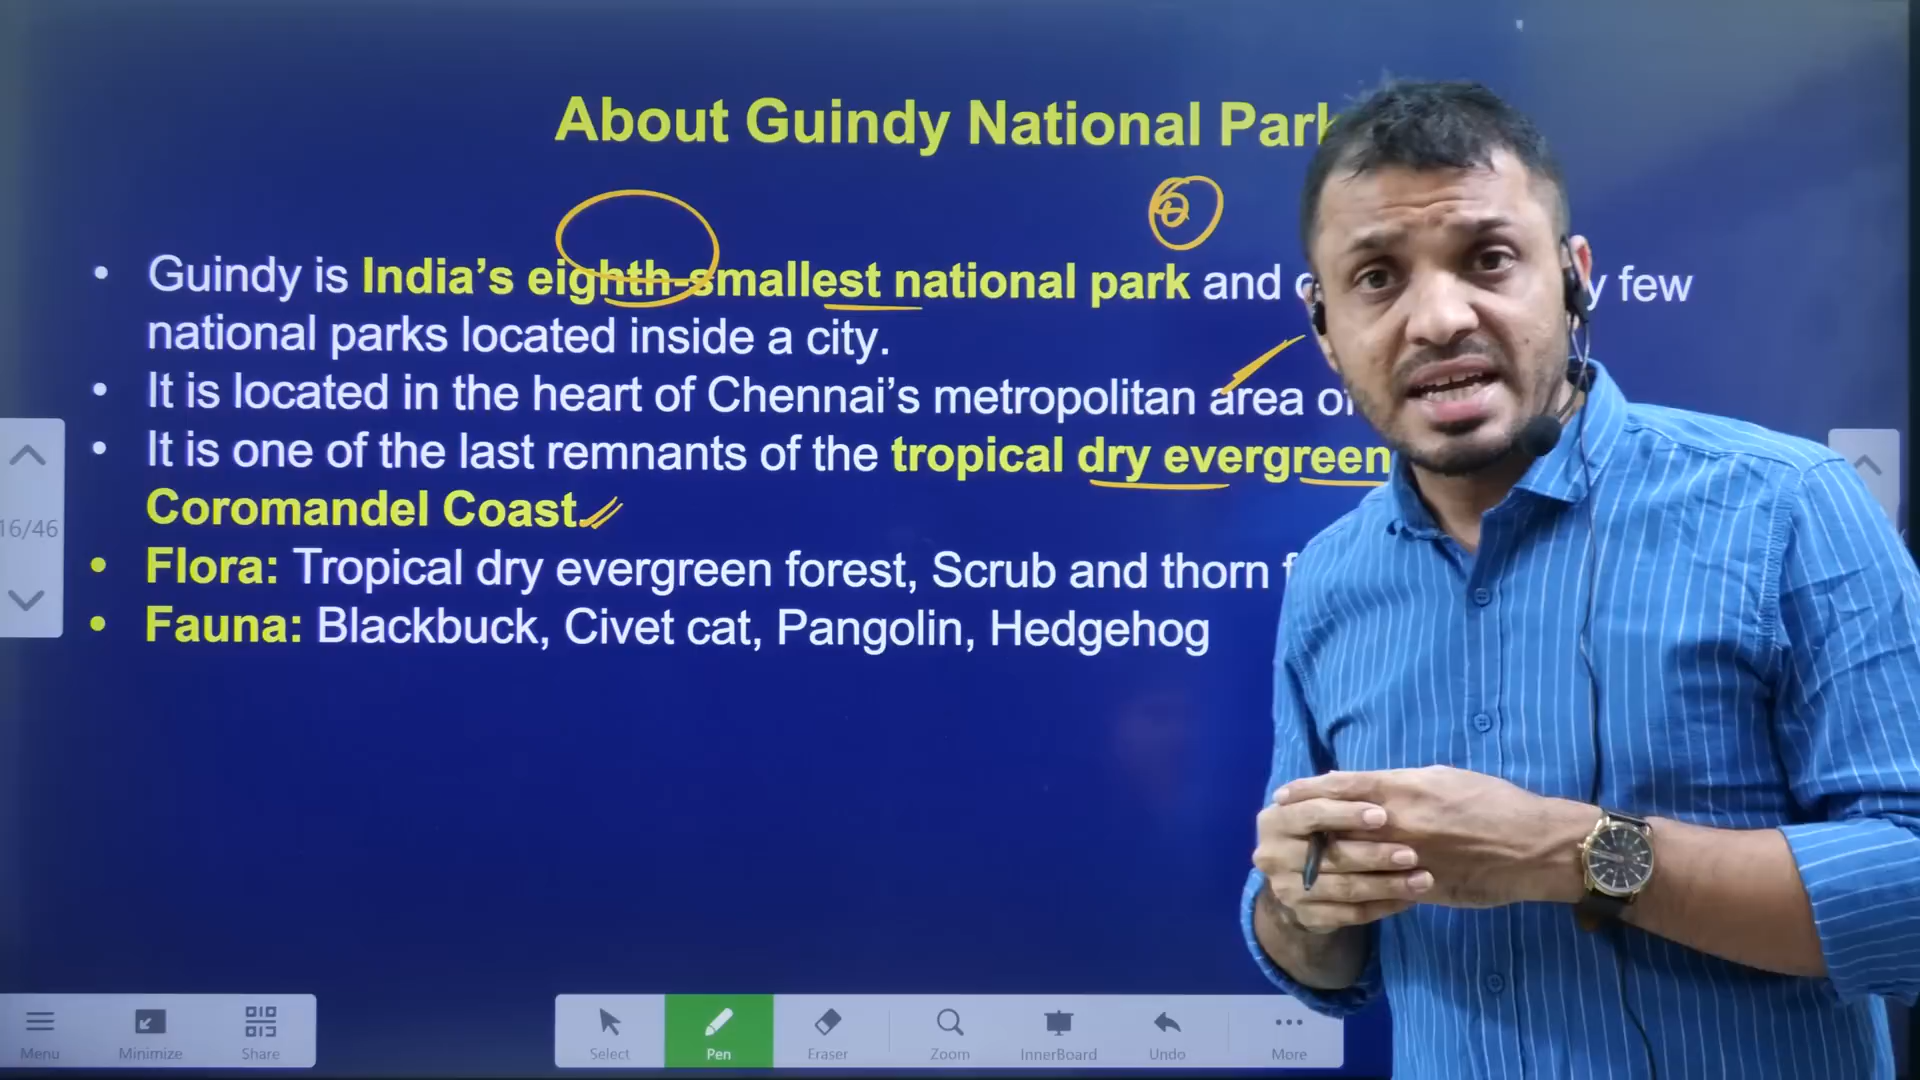 About Guindy National Park
6
• Guindy is India's eighth-smallest national park and few
national parks located inside a city.
• It is located in the heart of Chennai's metropolitan area
• It is one of the last remnants of the tropical dry evergreen
Coromandel Coast.
• Flora: Tropical dry evergreen forest, Scrub and thorn
• Fauna: Blackbuck, Civet cat, Pangolin, Hedgehog
16/46
Menu Minimize Share Select Pen Eraser Zoom InnerBoard Undo More